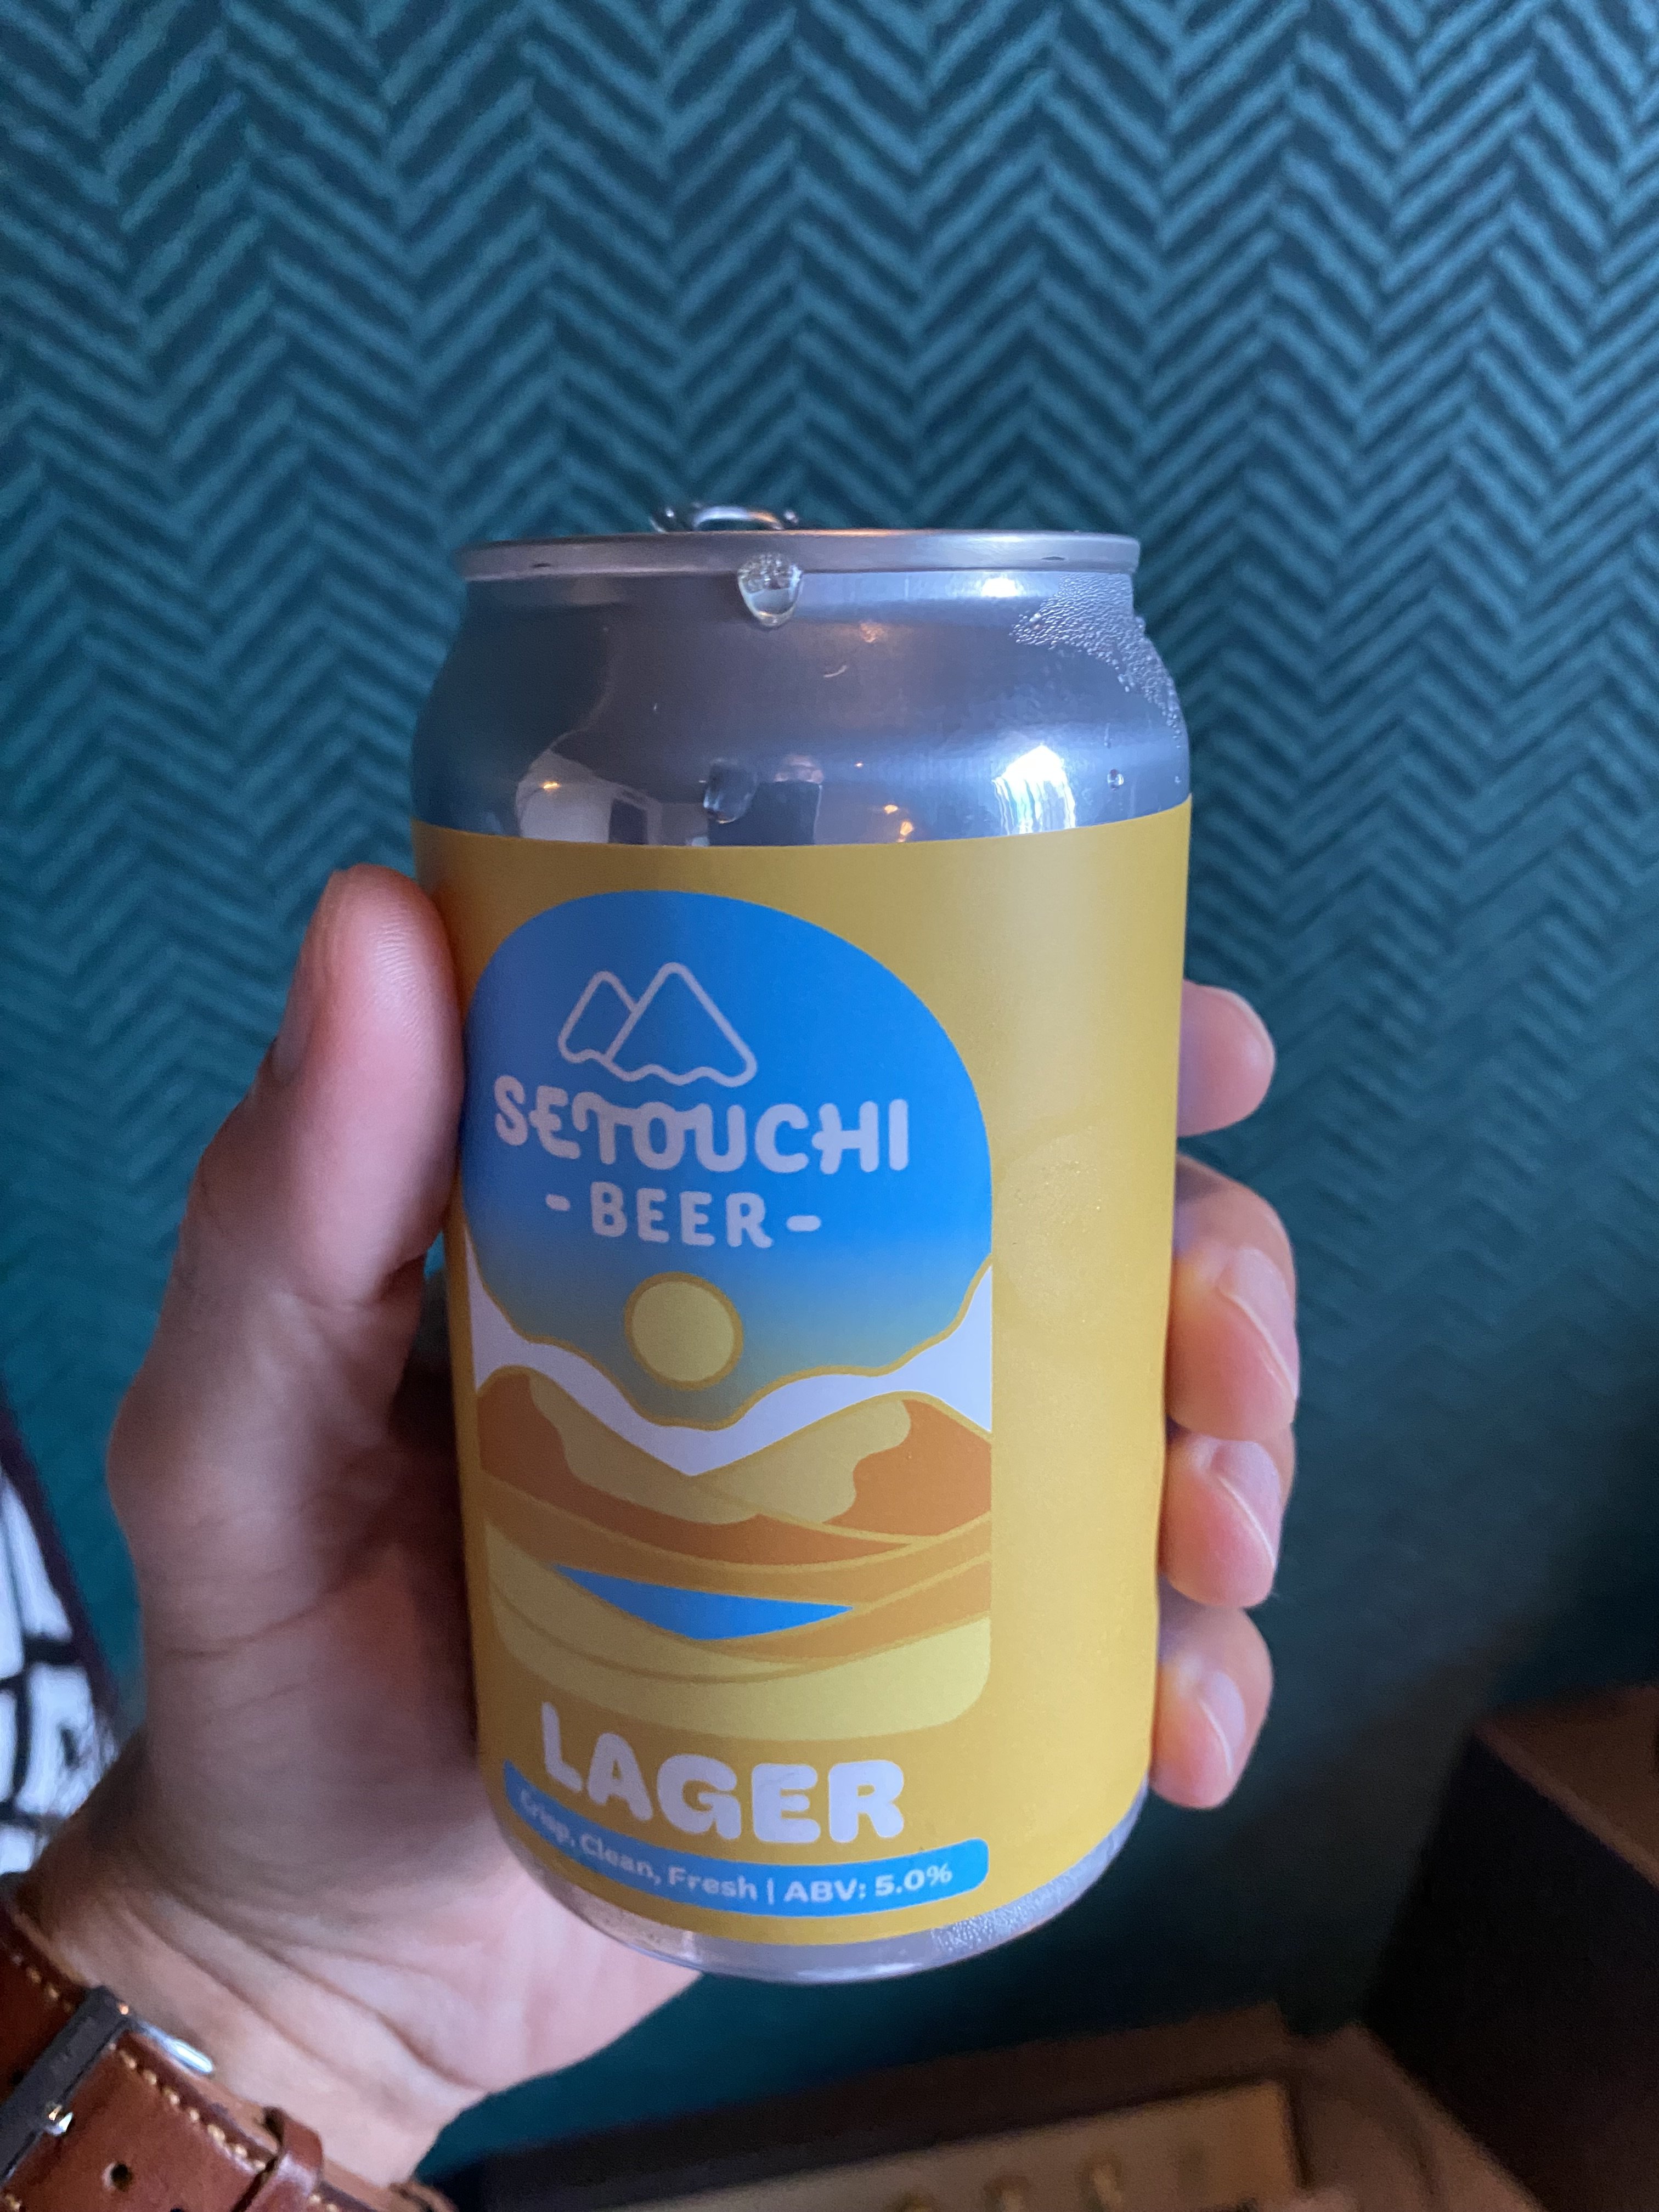 SETOUCHI
- BEER -
LAGER
Crisp, Clean, Fresh | ABV: 5.0%